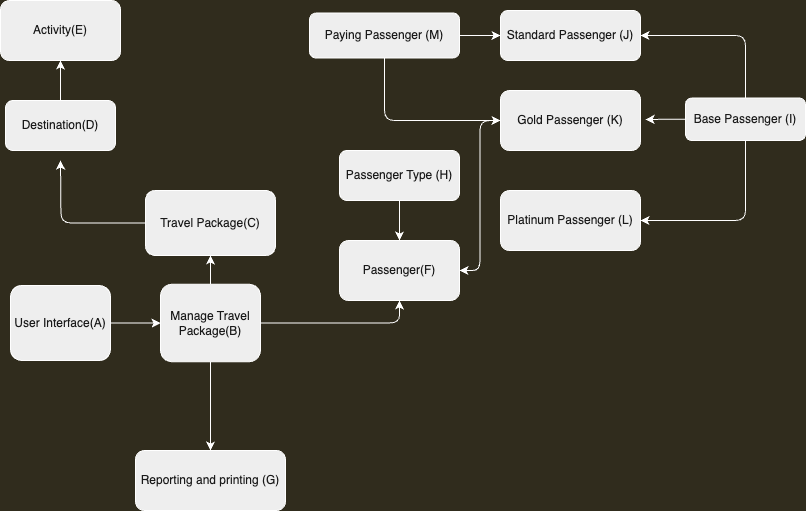 Activity(E)
Paying Passenger (M)
Standard Passenger (J)
Destination(D)
Gold Passenger (K)
Base Passenger (I)
Passenger Type (H)
Travel Package(C)
Platinum Passenger (L)
Passenger(F)
User Interface(A)
Manage Travel
Package(B)
Reporting and printing (G)